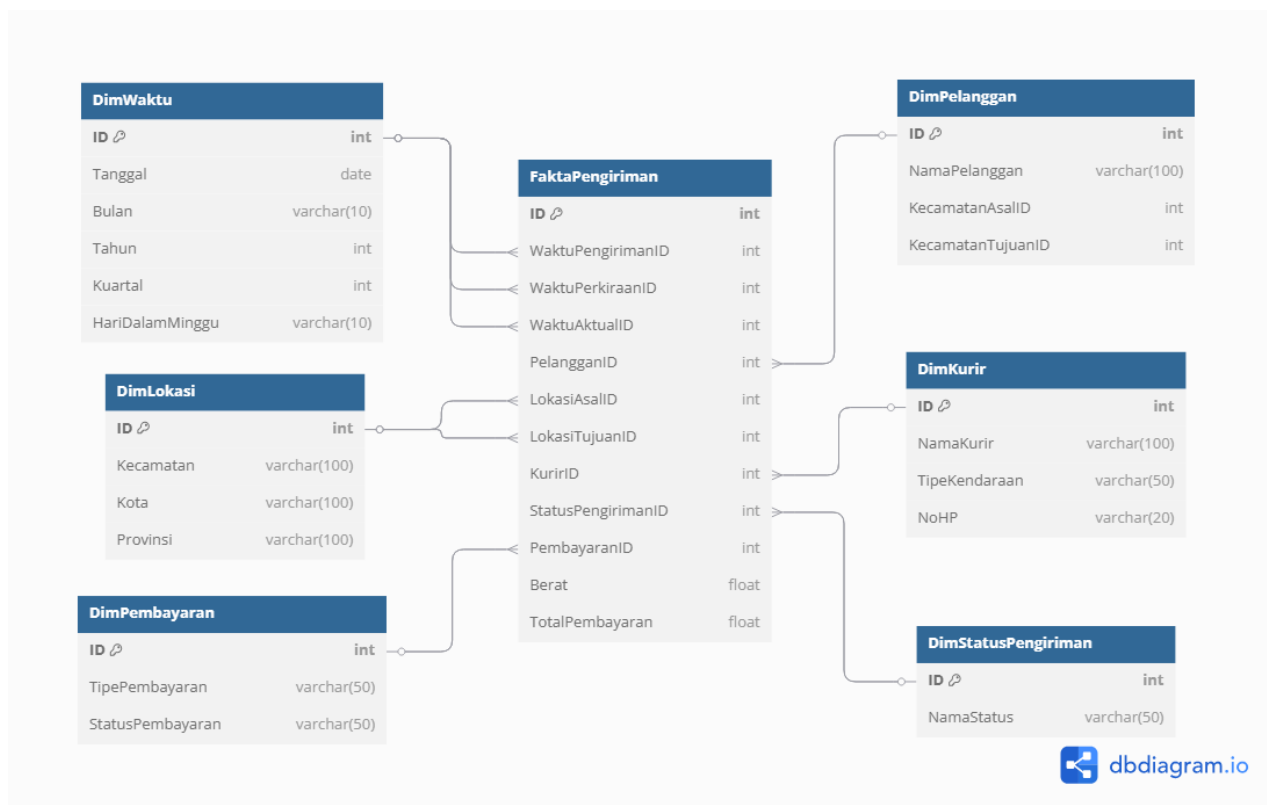 DimWaktu
ID int
Tanggal date
Bulan varchar(10)
Tahun int
Kuartal int
HariDalamMinggu varchar(10)
DimLokasi
ID int
Kecamatan varchar(100)
Kota varchar(100)
Provinsi varchar(100)
DimPembayaran
ID int
TipePembayaran varchar(50)
StatusPembayaran varchar(50)
FaktaPengiriman
ID int
WaktuPengirimanID int
WaktuPerkiraanID int
WaktuAktualID int
PelangganID int
LokasiAsalID int
LokasiTujuanID int
KurirID int
StatusPengirimanID int
PembayaranID int
Berat float
TotalPembayaran float
DimPelanggan
ID int
NamaPelanggan varchar(100)
KecamatanAsalID int
KecamatanTujuanID int
DimKurir
ID int
NamaKurir varchar(100)
TipeKendaraan varchar(50)
NoHP varchar(20)
DimStatusPengiriman
ID int
NamaStatus varchar(50)
dbdiagram.io